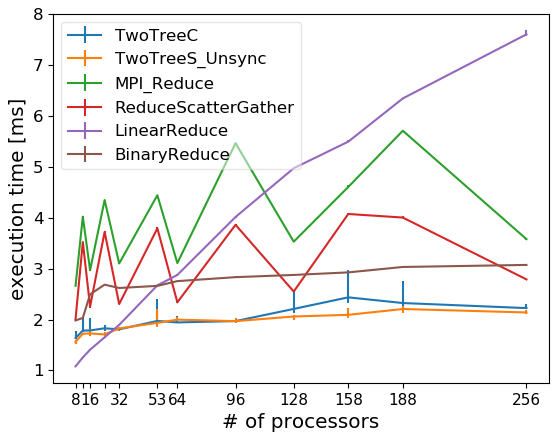 8
7
6
5
4
3
2
1
execution time [ms]
TwoTreeC
TwoTreeS_Unsync
MPI_Reduce
ReduceScatterGather
LinearReduce
BinaryReduce
8 16 32 53 64 96 128 158 188 256
# of processors